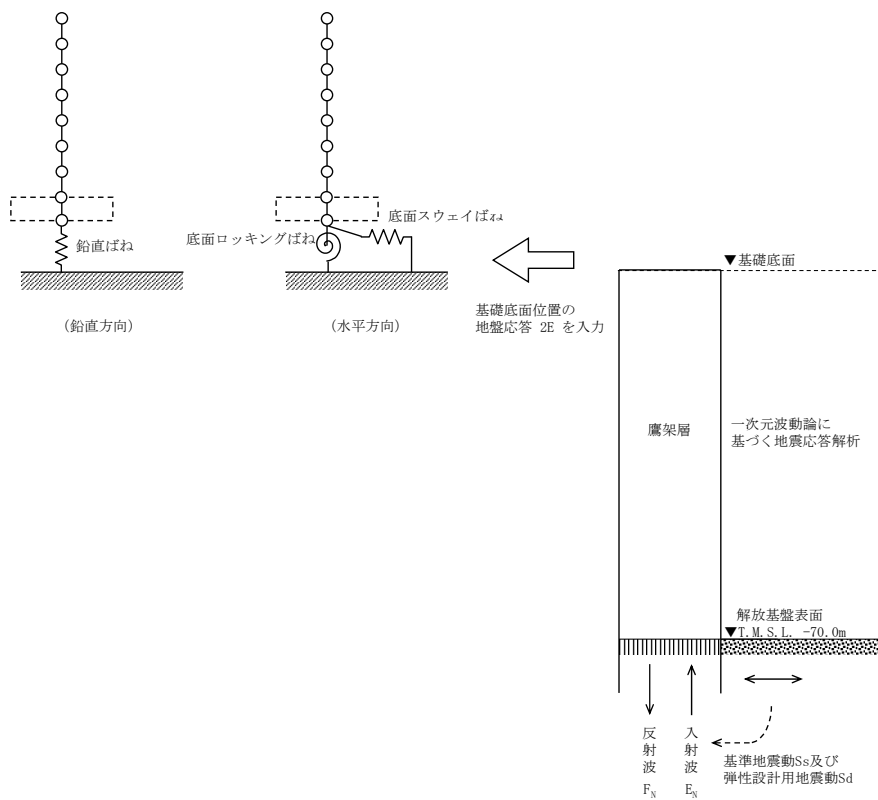 底面スウェイばね
底面ロッキングばね
鉛直ばね
(鉛直方向)
(水平方向)
基礎底面位置の
地盤応答 2E を入力
▼基礎底面
鷹架層
一次元波動論に
基づく地震応答解析
解放基盤表面
▼T.M.S.L. -70.0m
反射波 FN
入射波 EN
基準地震動Ss及び
弾性設計用地震動Sd